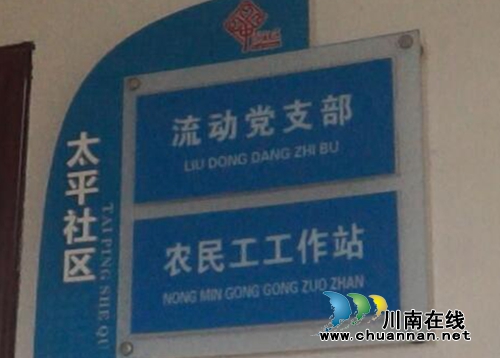 太平社区
TAI PING SHE QU
流动党支部
LIU DONG DANG ZHI BU
农民工工作站
NONG MIN GONG GONG ZUO ZHAN
川南在线
www.chuannan.net